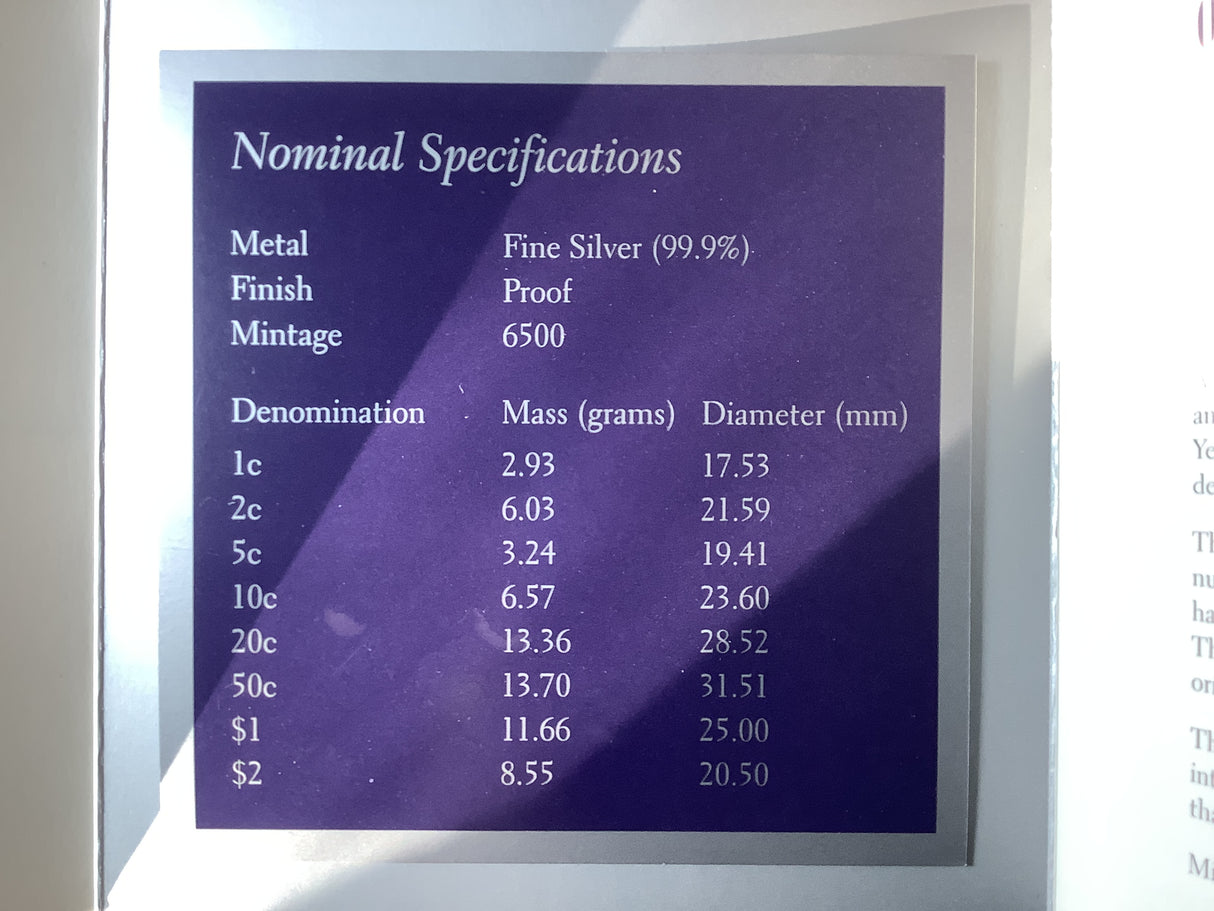 Nominal Specifications
Metal Fine Silver (99.9%)
Finish Proof
Mintage 6500
Denomination Mass (grams) Diameter (mm)
1c 2.93 17.53
2c 6.03 21.59
5c 3.24 19.41
10c 6.57 23.60
20c 13.36 28.52
50c 13.70 31.51
$1 11.66 25.00
$2 8.55 20.50